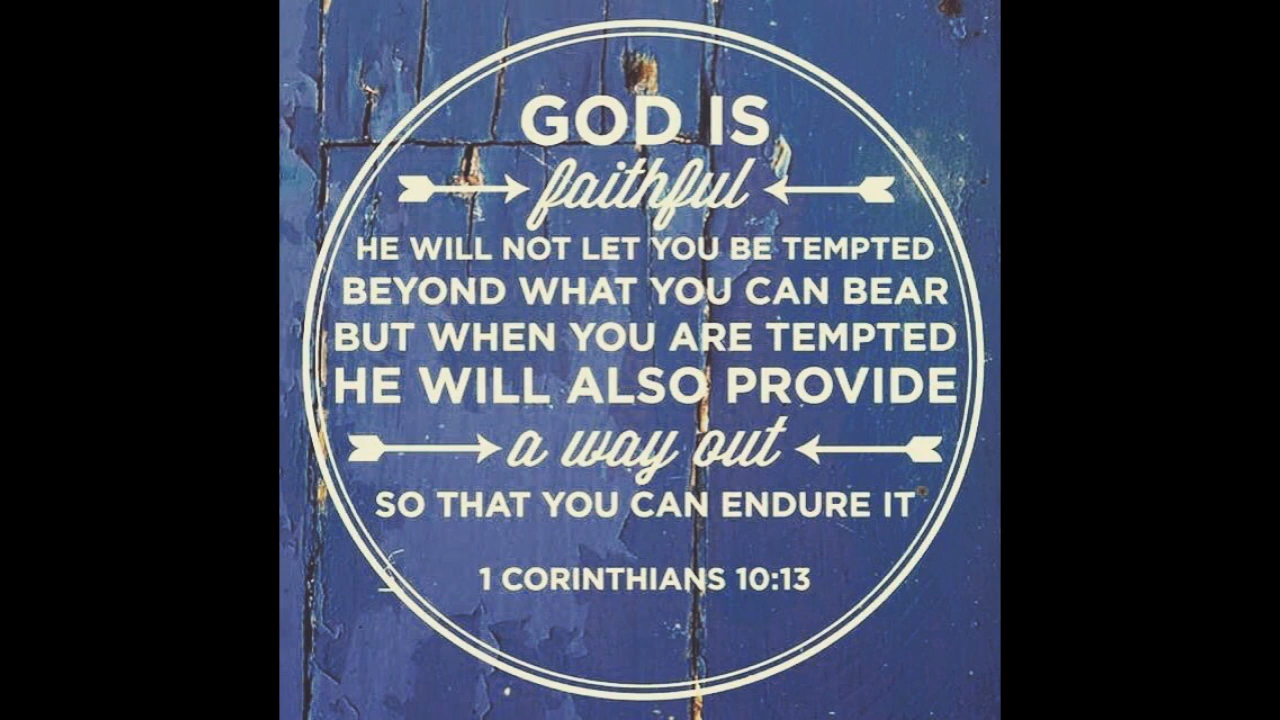 GOD IS
faithful
HE WILL NOT LET YOU BE TEMPTED
BEYOND WHAT YOU CAN BEAR
BUT WHEN YOU ARE TEMPTED
HE WILL ALSO PROVIDE
a way out
SO THAT YOU CAN ENDURE IT
1 CORINTHIANS 10:13